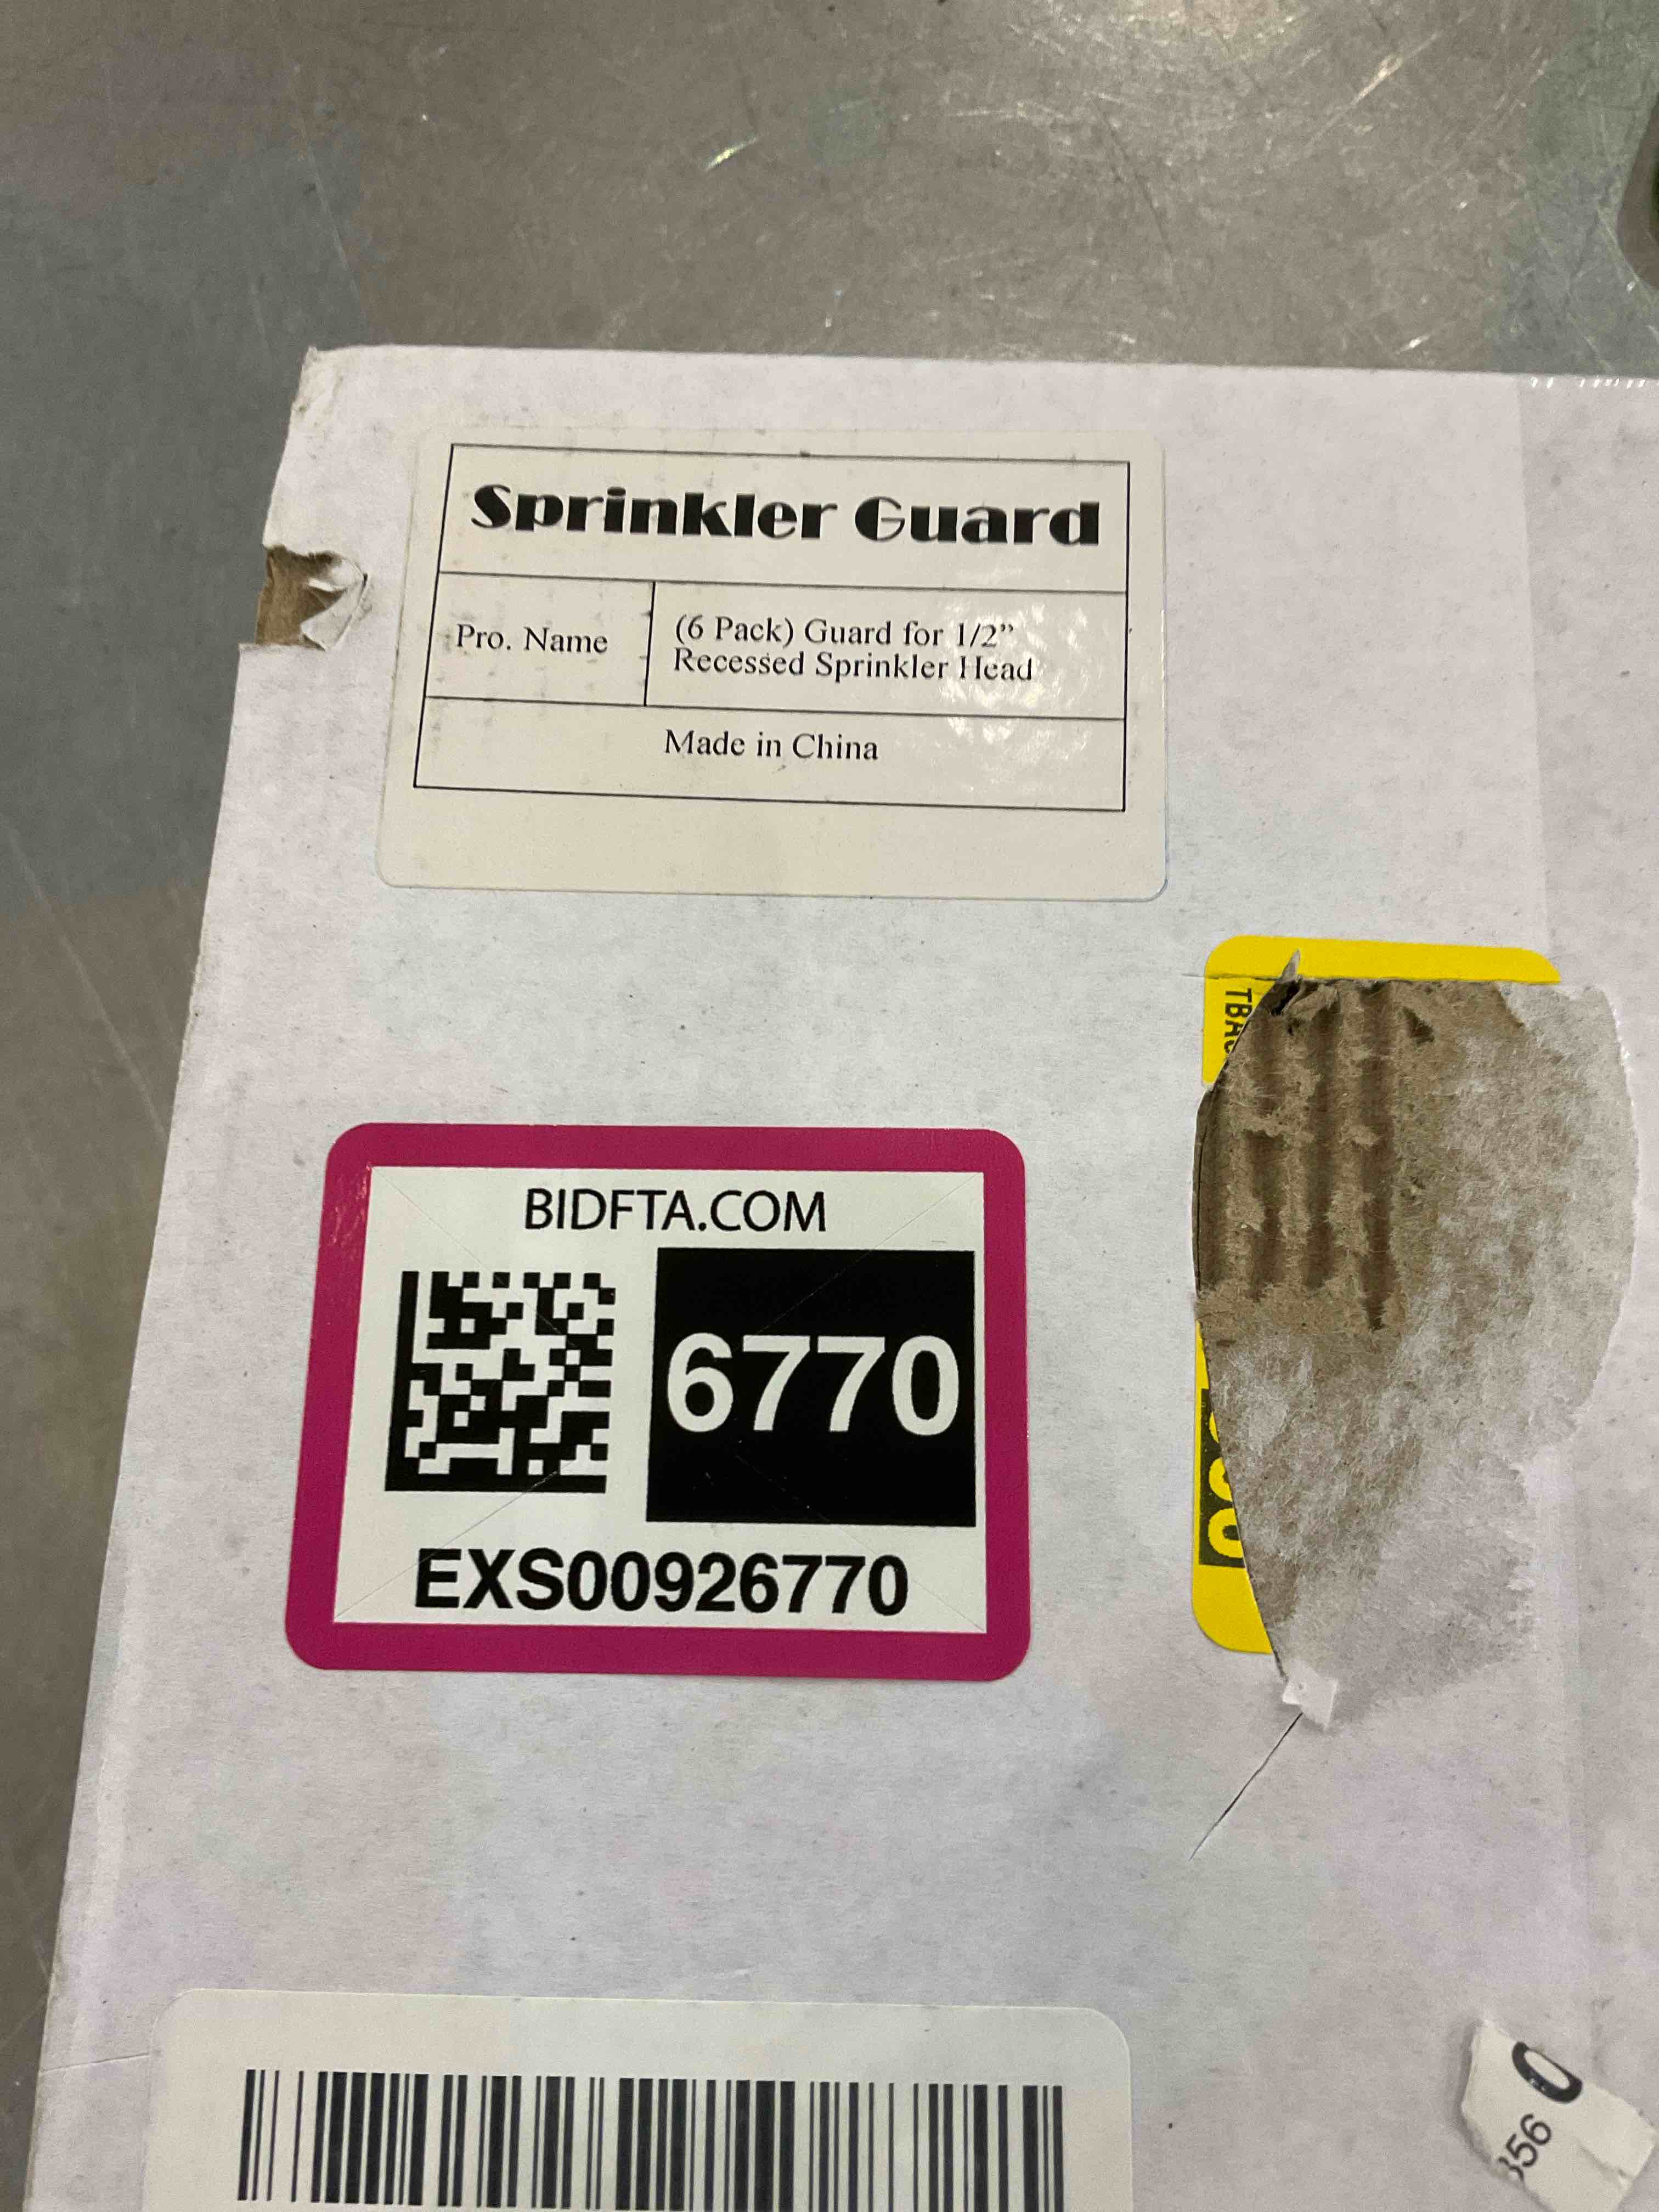 Sprinkler Guard
Pro. Name
(6 Pack) Guard for 1/2”
Recessed Sprinkler Head
Made in China
BIDFTA.COM
6770
EXS00926770
0